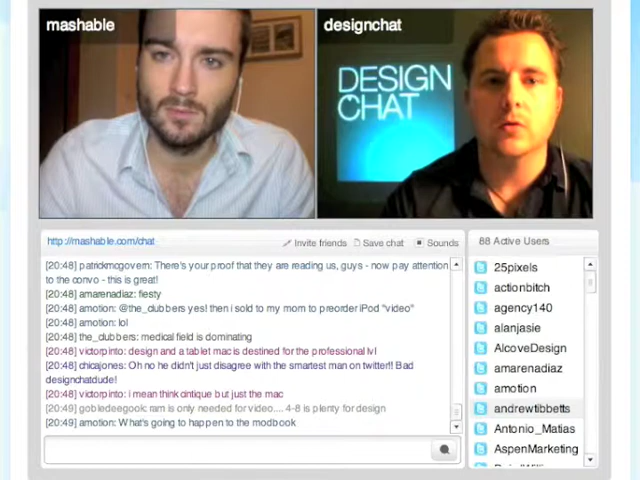 mashable
designchat
DESIGN
CHAT
http://mashable.com/chat
Invite friends
Save chat
Sounds
88 Active Users
[20:48] patrickmcgovern: There's your proof that they are reading us, guys - now pay attention
to the convo - this is great!
[20:48] amarenadiaz: fiesty
[20:48] amotion: @the_clubbers yes! then i sold to my mom to preorder iPod "video"
[20:48] amotion: lol
[20:48] the_clubbers: medical field is dominating
[20:48] victorpinto: design and a tablet mac is destined for the professional lvl
[20:48] chicajones: Oh no he didn't just disagree with the smartest man on twitter!! Bad
designchatdude!
[20:48] victorpinto: i mean think cintique but just the mac
[20:49] gobledeegook: ram is only needed for video.... 4-8 is plenty for design
[20:49] amotion: What's going to happen to the modbook
25pixels
actionbitch
agency140
alanjasie
AlcoveDesign
amarenadiaz
amotion
andrewtibbetts
Antonio_Matias
AspenMarketing